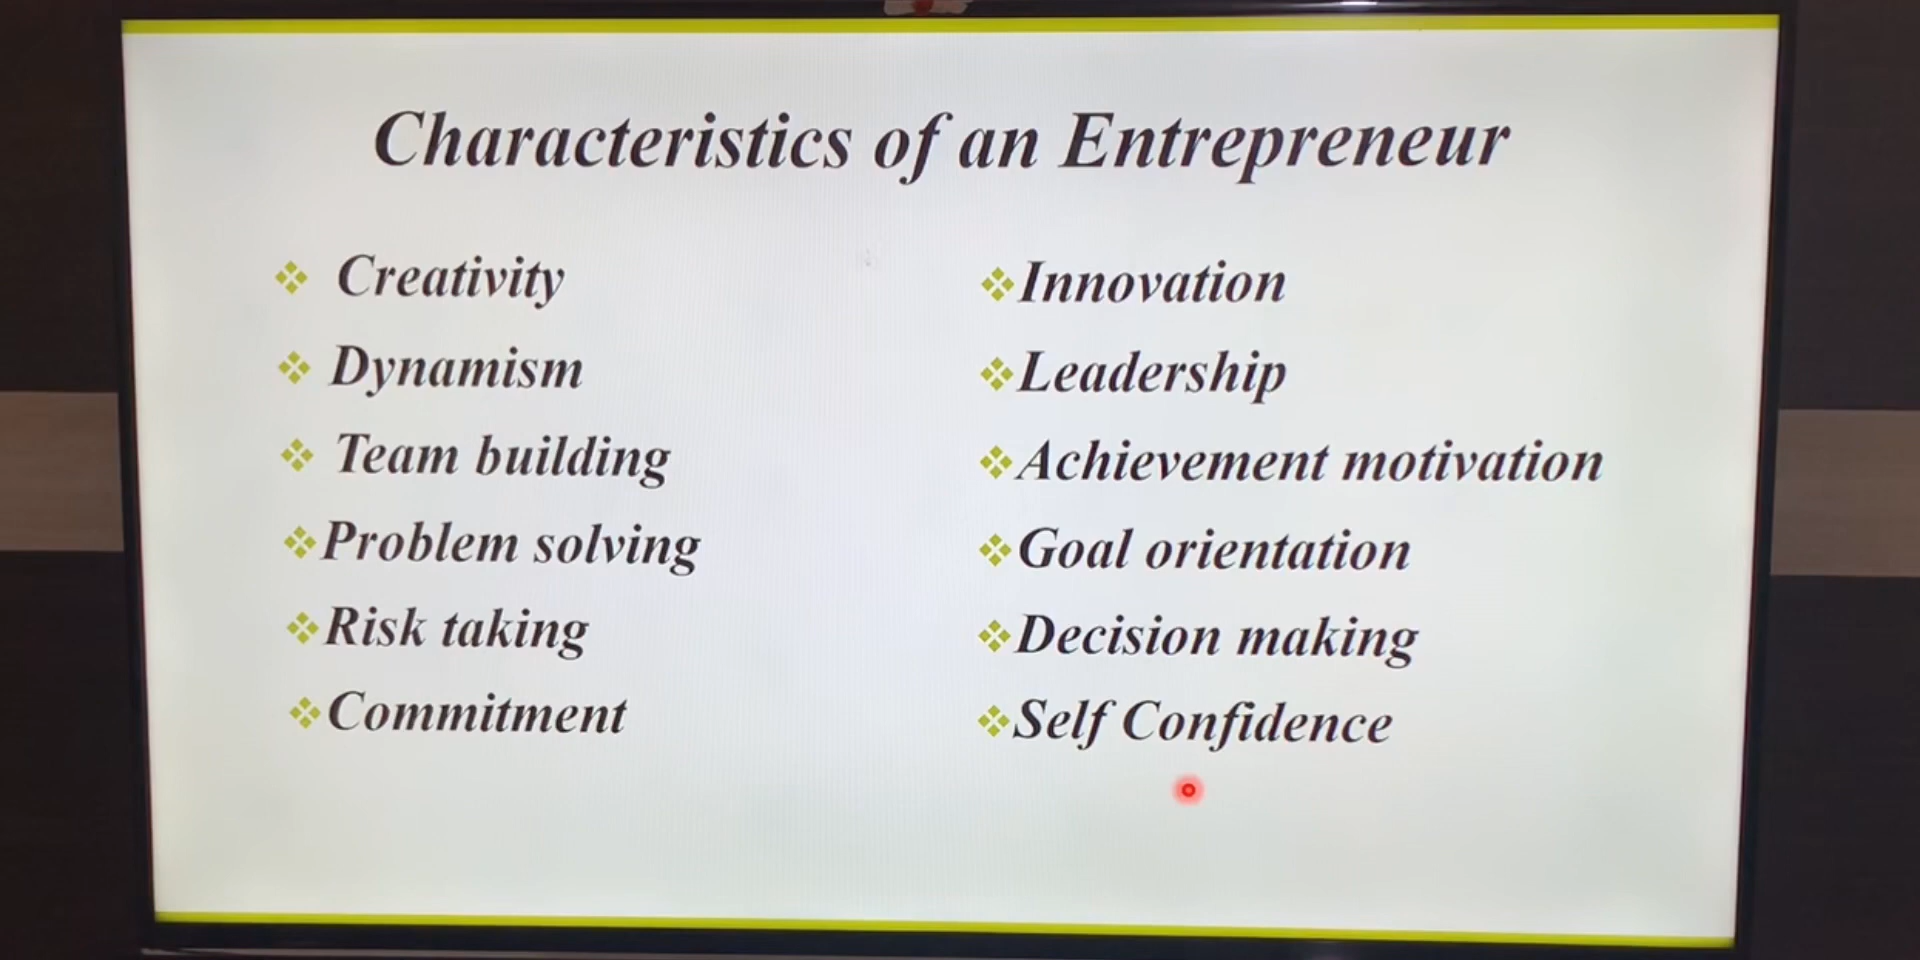 Characteristics of an Entrepreneur
Creativity
Dynamism
Team building
Problem solving
Risk taking
Commitment
Innovation
Leadership
Achievement motivation
Goal orientation
Decision making
Self Confidence